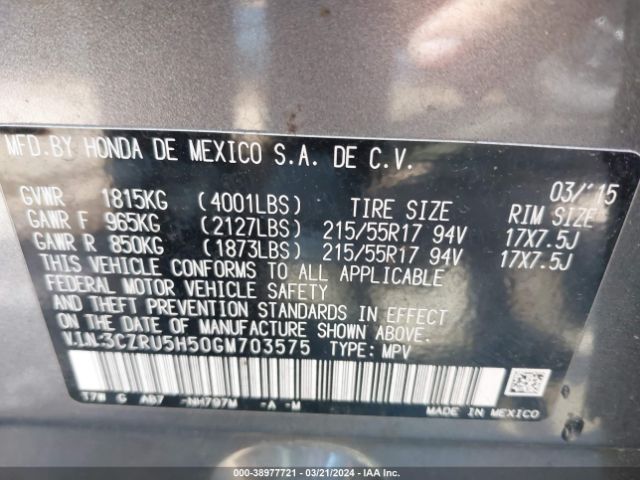 MFD.BY HONDA DE MEXICO S.A. DE C.V.
03/'15
GVWR 1815KG (4001LBS) TIRE SIZE RIM SIZE
GAWR F 965KG (2127LBS) 215/55R17 94V 17X7.5J
GAWR R 850KG (1873LBS) 215/55R17 94V 17X7.5J
THIS VEHICLE CONFORMS TO ALL APPLICABLE
FEDERAL MOTOR VEHICLE SAFETY
AND THEFT PREVENTION STANDARDS IN EFFECT
ON THE DATE OF MANUFACTURE SHOWN ABOVE.
V.I.N.:3CZRU5H50GM703575 TYPE: MPV
T7W G AB7 -NH797M -A -M
MADE IN MEXICO
000-38977721 - 03/21/2024 - IAA Inc.